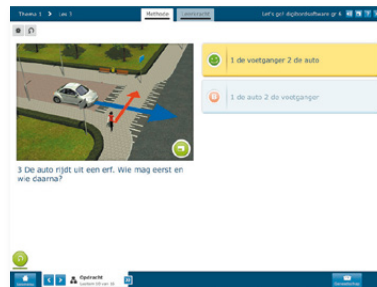 Thema 1 > Les 1
Methode
Leerkracht
Let's go! digibordsoftware gr 4
1 de voetganger 2 de auto
1 de auto 2 de voetganger
3 De auto rijdt uit een erf. Wie mag eerst en
wie daarna?
Opdracht